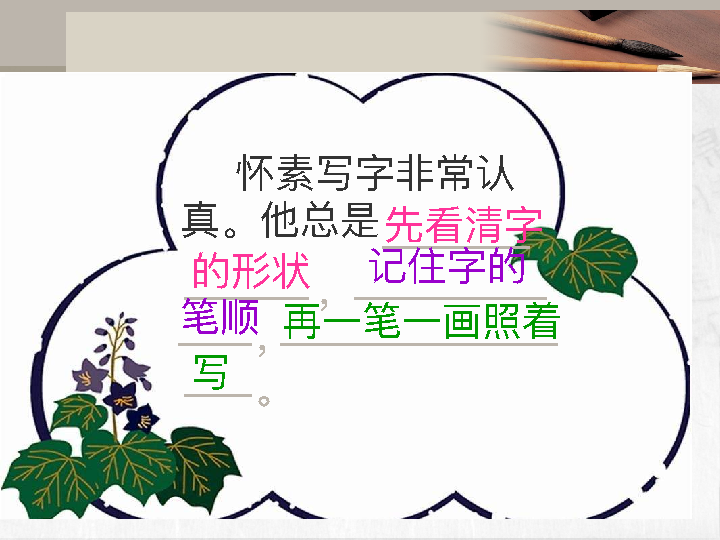 怀素写字非常认
真。他总是先看清字
的形状，记住字的
笔顺，再一笔一画照着
写。